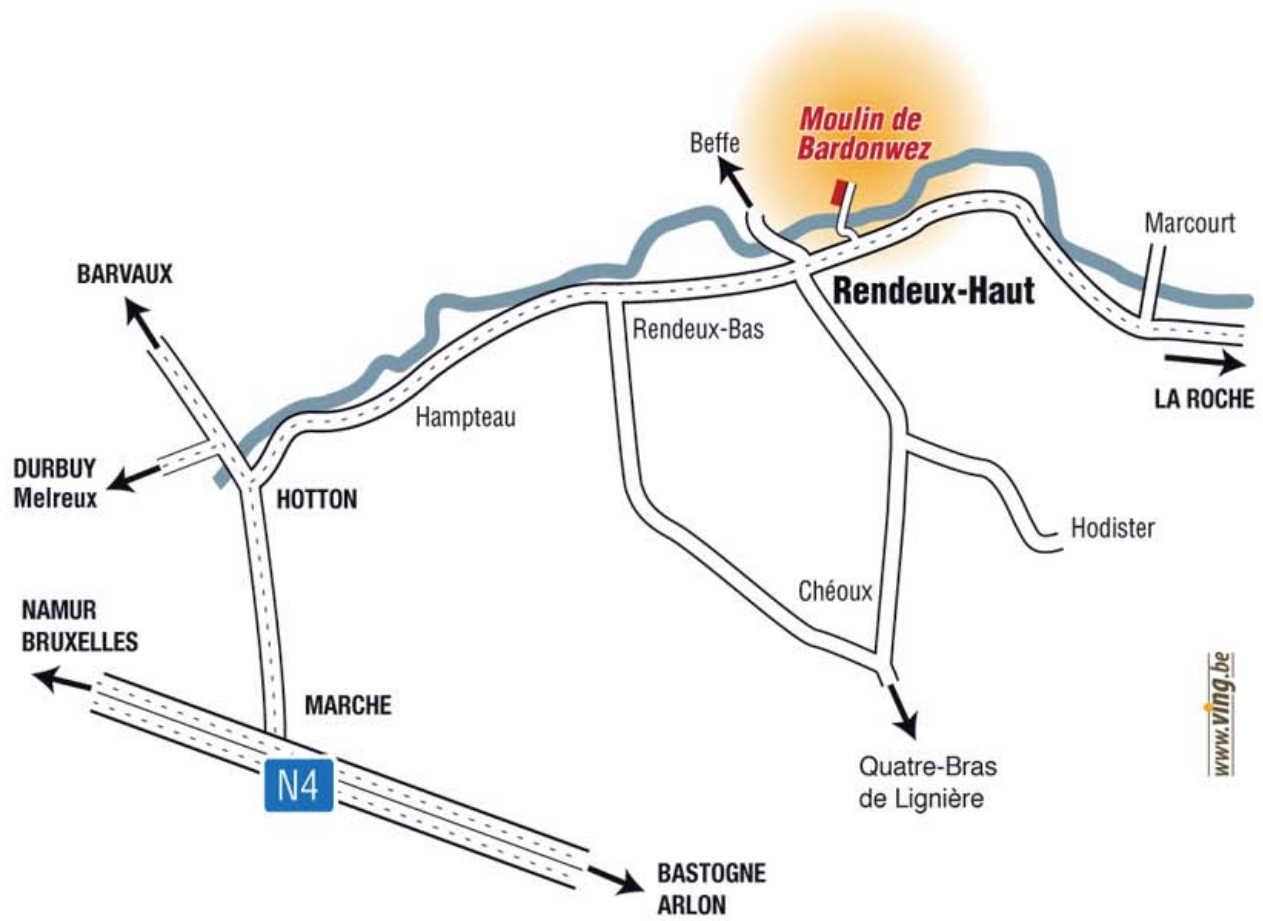 Moulin de
Bardonwez
Beffe
Marcourt
BARVAUX
Rendeux-Haut
Rendeux-Bas
LA ROCHE
Hampteau
DURBUY
Melreux
HOTTON
Hodister
Chéoux
NAMUR
BRUXELLES
MARCHE
www.ving.be
N4
Quatre-Bras
de Lignière
BASTOGNE
ARLON